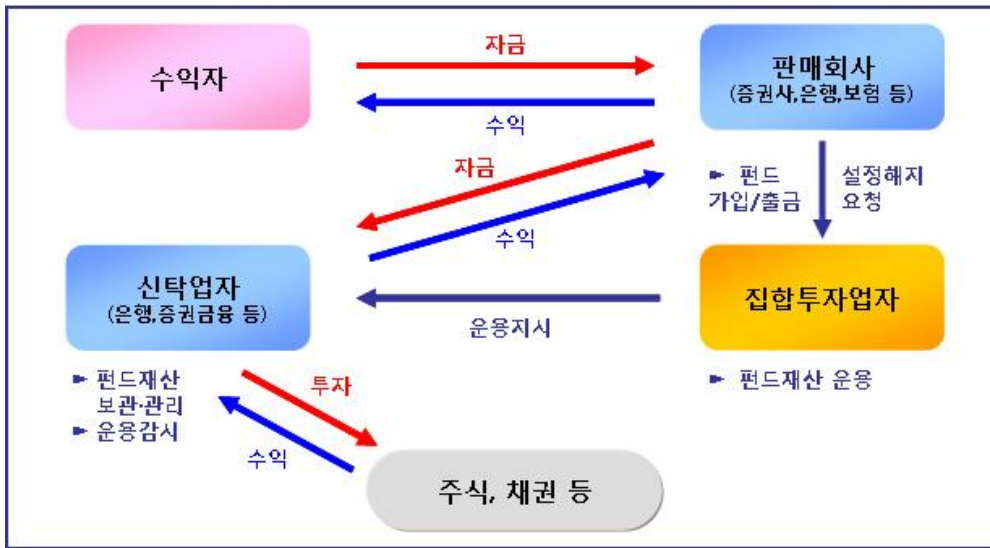 수익자
자금
수익
판매회사
(증권사,은행,보험 등)
자금
수익
► 펀드
가입/출금
설정해지
요청
신탁업자
(은행,증권금융 등)
운용지시
집합투자업자
► 펀드재산
보관·관리
► 운용감시
► 펀드재산 운용
투자
수익
주식, 채권 등